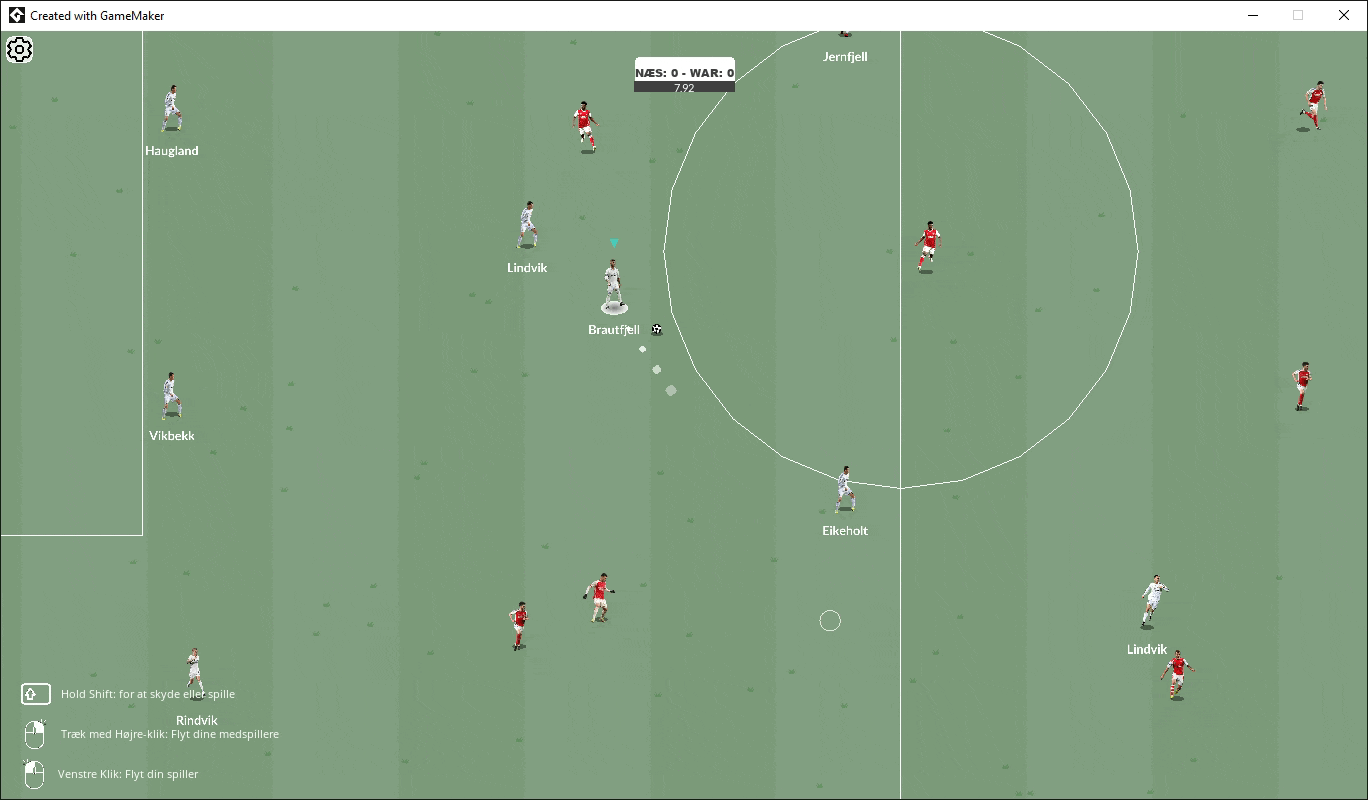 Created with GameMaker
Jernfjell
NÆS: 0 - WAR: 0
7.92
Haugland
Lindvik
Brautfjell
Vikbekk
Eikeholt
Lindvik
Hold Shift: for at skyde eller spille
Rindvik
Træk med Højre-klik: Flyt dine medspillere
Venstre Klik: Flyt din spiller